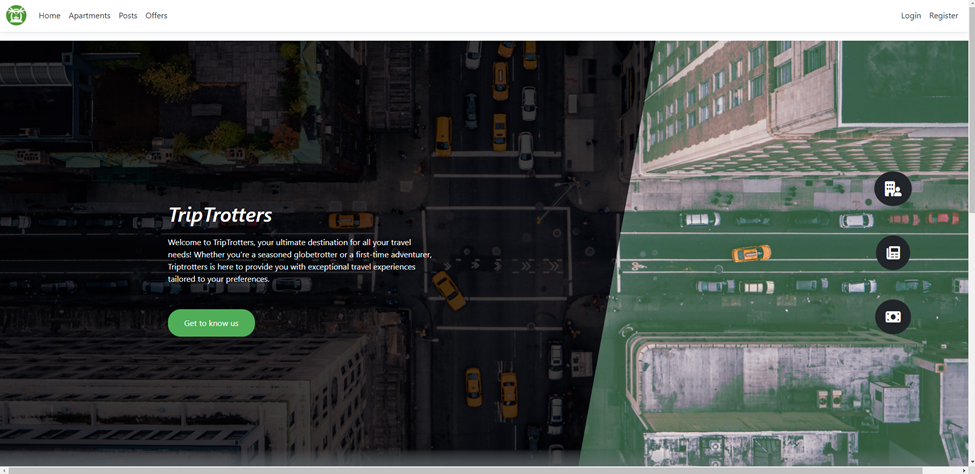 Home Apartments Posts Offers Login Register
TripTrotters
Welcome to TripTrotters, your ultimate destination for all your travel
needs! Whether you're a seasoned globetrotter or a first-time adventurer,
Triptrotters is here to provide you with exceptional travel experiences
tailored to your preferences.
Get to know us